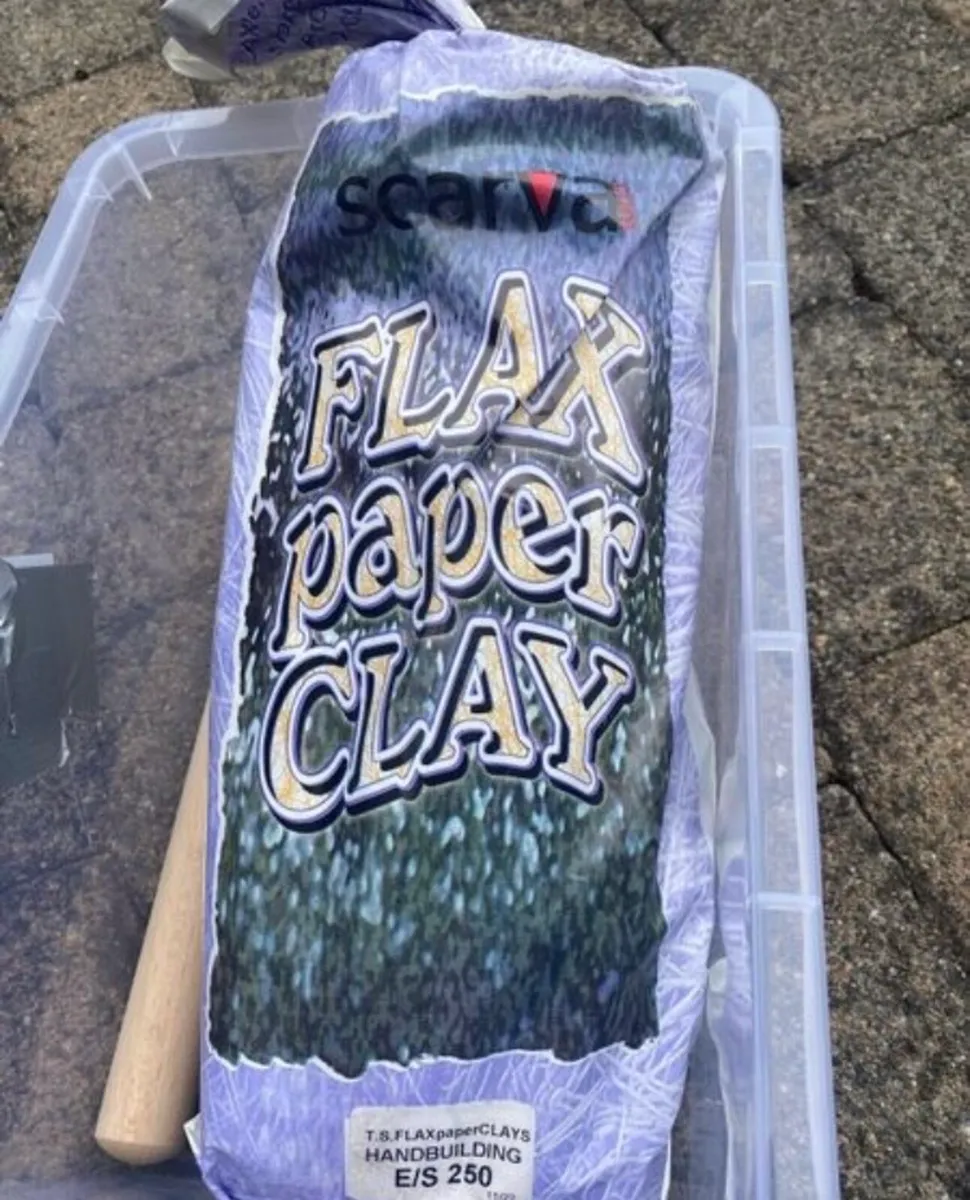 scarva
FLAX
paper
CLAY
T.S.FLAXpaperCLAYS
HANDBUILDING
E/S 250